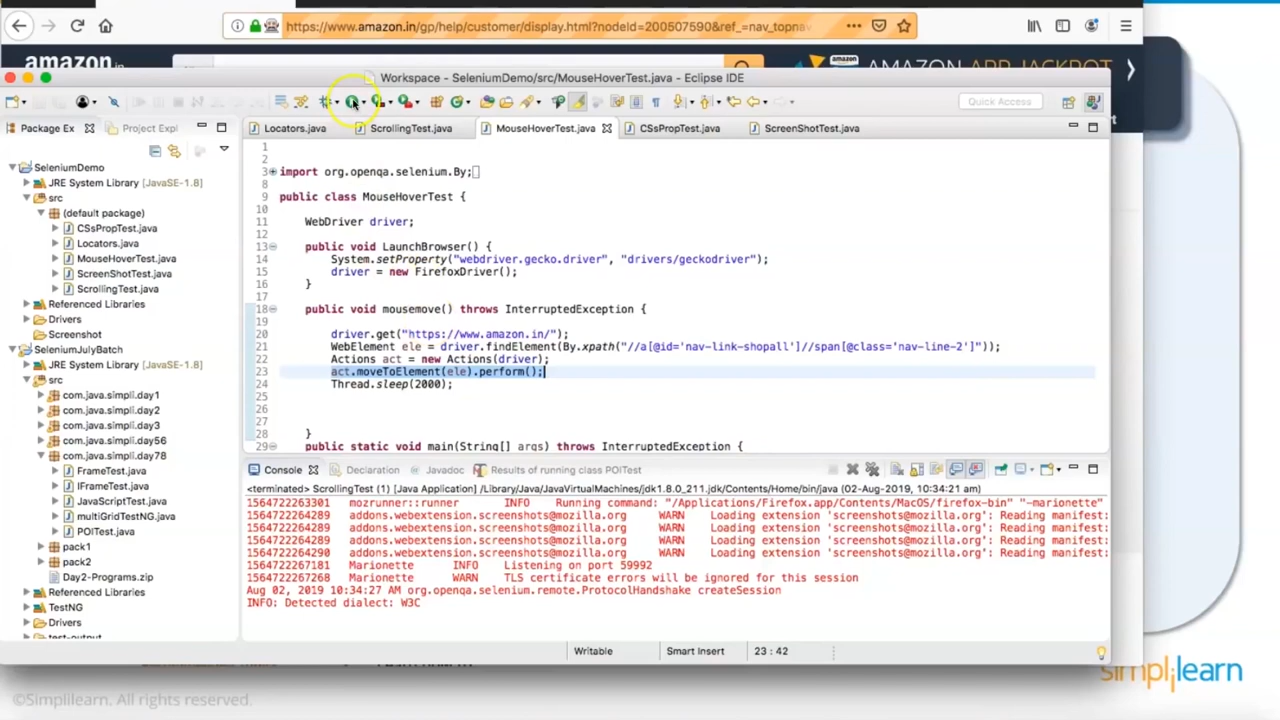 https://www.amazon.in/gp/help/customer/display.html?nodeId=200507590&ref_=nav_topnav
amazon
AMAZON APP JACKPOT
Workspace - SeleniumDemo/src/MouseHoverTest.java - Eclipse IDE
Quick Access
Package Ex
Project Expl
Locators.java
ScrollingTest.java
MouseHoverTest.java
CSsPropTest.java
ScreenShotTest.java
SeleniumDemo
JRE System Library [JavaSE-1.8]
src
(default package)
CSsPropTest.java
Locators.java
MouseHoverTest.java
ScreenShotTest.java
ScrollingTest.java
Referenced Libraries
Drivers
Screenshot
SeleniumJulyBatch
JRE System Library [JavaSE-1.8]
src
com.java.simpli.day1
com.java.simpli.day2
com.java.simpli.day3
com.java.simpli.day56
com.java.simpli.day78
FrameTest.java
IFrameTest.java
JavaScriptTest.java
multiGridTestNG.java
POITest.java
pack1
pack2
Day2-Programs.zip
Referenced Libraries
TestNG
Drivers
test-output
1
2
3 import org.openqa.selenium.By;
8
9 public class MouseHoverTest {
10
11 WebDriver driver;
12
13 public void LaunchBrowser() {
14 System.setProperty("webdriver.gecko.driver", "drivers/geckodriver");
15 driver = new FirefoxDriver();
16 }
17
18 public void mousemove() throws InterruptedException {
19
20 driver.get("https://www.amazon.in/");
21 WebElement ele = driver.findElement(By.xpath("//a[@id='nav-link-shopall']//span[@class='nav-line-2']"));
22 Actions act = new Actions(driver);
23 act.moveToElement(ele).perform();
24 Thread.sleep(2000);
25
26
27
28 }
29 public static void main(String[] args) throws InterruptedException {
Console
Declaration
Javadoc
Results of running class POITest
<terminated> ScrollingTest (1) [Java Application] /Library/Java/JavaVirtualMachines/jdk1.8.0_211.jdk/Contents/Home/bin/java (02-Aug-2019, 10:34:21 am)
1564722263301 mozrunner::runner INFO Running command: "/Applications/Firefox.app/Contents/MacOS/firefox-bin" "-marionette"
1564722264289 addons.webextension.screenshots@mozilla.org WARN Loading extension 'screenshots@mozilla.org': Reading manifest:
1564722264289 addons.webextension.screenshots@mozilla.org WARN Loading extension 'screenshots@mozilla.org': Reading manifest:
1564722264289 addons.webextension.screenshots@mozilla.org WARN Loading extension 'screenshots@mozilla.org': Reading manifest:
1564722264290 addons.webextension.screenshots@mozilla.org WARN Loading extension 'screenshots@mozilla.org': Reading manifest:
1564722267181 Marionette INFO Listening on port 59992
1564722267268 Marionette WARN TLS certificate errors will be ignored for this session
Aug 02, 2019 10:34:27 AM org.openqa.selenium.remote.ProtocolHandshake createSession
INFO: Detected dialect: W3C
Writable
Smart Insert
23 : 42
simplilearn
©Simplilearn. All rights reserved.